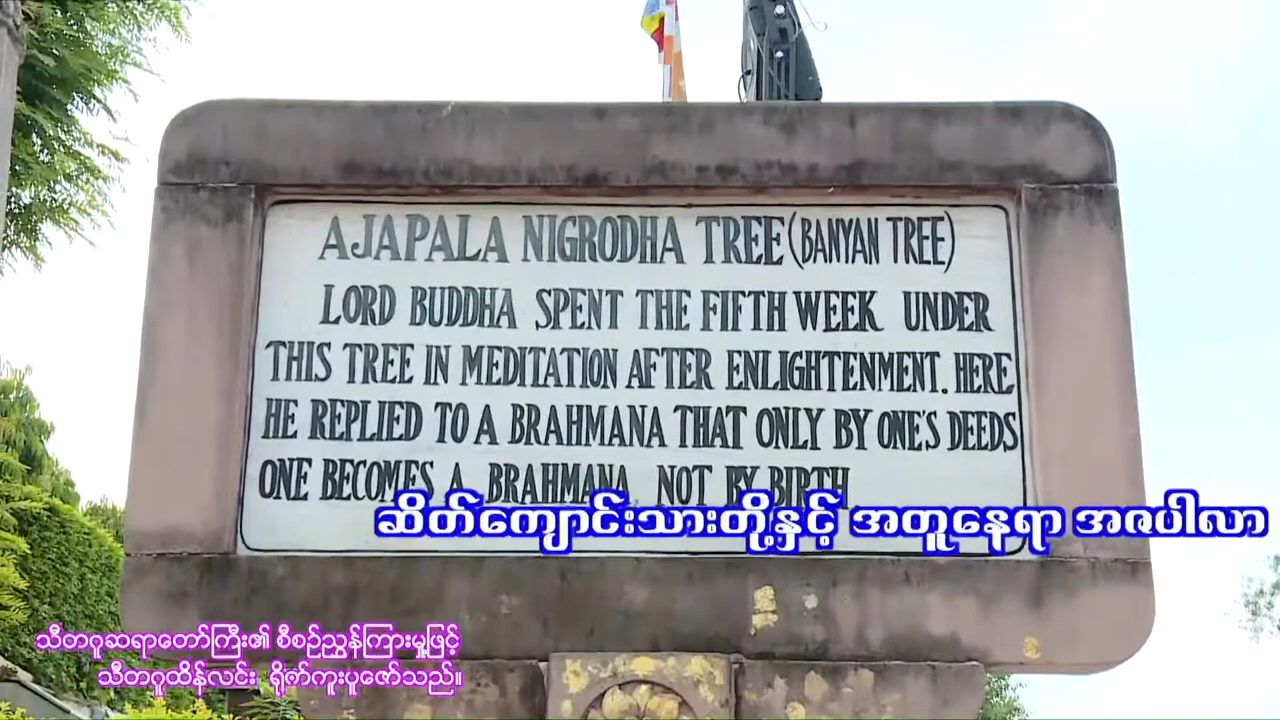 AJAPALA NIGRODHA TREE (BANYAN TREE)
LORD BUDDHA SPENT THE FIFTH WEEK UNDER
THIS TREE IN MEDITATION AFTER ENLIGHTENMENT. HERE
HE REPLIED TO A BRAHMANA THAT ONLY BY ONE'S DEEDS
ONE BECOMES A BRAHMANA NOT BY BIRTH
ဆိတ်ကျောင်းသားတို့နှင့် အတူနေရာ အဇပါလာ
သီတဂူဆရာတော်ကြီး၏ စီစဉ်ညွှန်ကြားမှုဖြင့်
သီတဂူထိန်လင်း ရိုက်ကူးပူဇော်သည်။